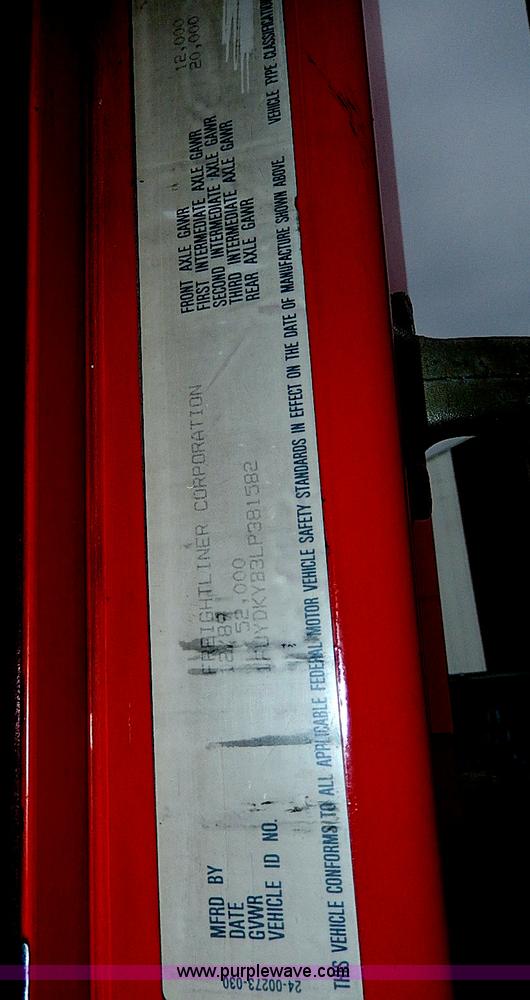 MFRD BY FREIGHTLINER CORPORATION FRONT AXLE GAWR 12,000
DATE 12/89 FIRST INTERMEDIATE AXLE GAWR 20,000
GVWR 52,000 SECOND INTERMEDIATE AXLE GAWR
THIRD INTERMEDIATE AXLE GAWR
VEHICLE ID NO. 1FUYDKYB3LP381582 REAR AXLE GAWR
VEHICLE TYPE CLASSIFICATION
THIS VEHICLE CONFORMS TO ALL APPLICABLE FEDERAL MOTOR VEHICLE SAFETY STANDARDS IN EFFECT ON THE DATE OF MANUFACTURE SHOWN ABOVE
24-00273-030
www.purplewave.com